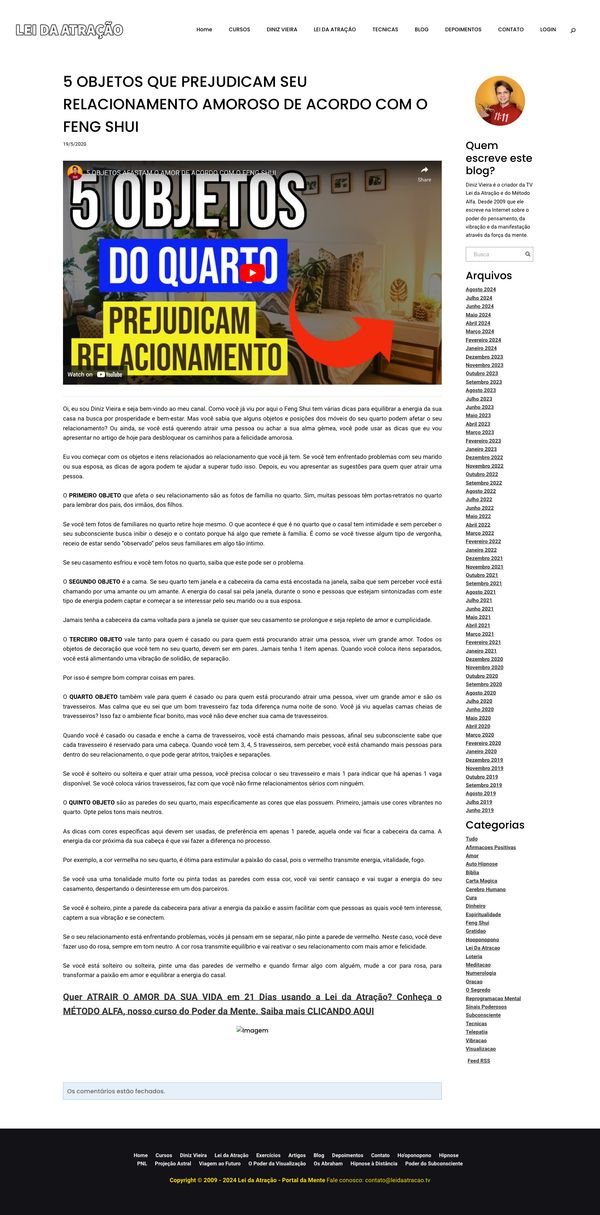 LEI DA ATRAÇÃO
Home CURSOS DINIZ VIEIRA LEI DA ATRAÇÃO TECNICAS BLOG DEPOIMENTOS CONTATO LOGIN
5 OBJETOS QUE PREJUDICAM SEU
RELACIONAMENTO AMOROSO DE ACORDO COM O
FENG SHUI
19/5/2020
5 OBJETOS AFASTAM O AMOR DE ACORDO COM O FENG SHUI
Share
5 OBJETOS
DO QUARTO
PREJUDICAM
RELACIONAMENTO
Watch on YouTube
Oi, eu sou Diniz Vieira e seja bem-vindo ao meu canal. Como você já viu por aqui o Feng Shui tem várias dicas para equilibrar a energia da sua
casa na busca por prosperidade e bem-estar. Mas você sabia que alguns objetos e posições dos móveis do seu quarto podem afetar o seu
relacionamento? Ou ainda, se você está querendo atrair uma pessoa ou achar a sua alma gêmea, você pode usar as dicas que eu vou
apresentar no artigo de hoje para desbloquear os caminhos para a felicidade amorosa.
Eu vou começar com os objetos e itens relacionados ao relacionamento que você já tem. Se você tem enfrentado problemas com seu marido
ou sua esposa, as dicas de agora podem te ajudar a superar tudo isso. Depois, eu vou apresentar as sugestões para quem quer atrair uma
pessoa.
O PRIMEIRO OBJETO que afeta o seu relacionamento são as fotos de família no quarto. Sim, muitas pessoas têm portas-retratos no quarto
para lembrar dos pais, dos irmãos, dos filhos.
Se você tem fotos de familiares no quarto retire hoje mesmo. O que acontece é que é no quarto que o casal tem intimidade e sem perceber o
seu subconsciente busca inibir o desejo e o contato porque há algo que remete à família. É como se você tivesse algum tipo de vergonha,
receio de estar sendo "observado" pelos seus familiares em algo tão íntimo.
Se seu casamento esfriou e você tem fotos no quarto, saiba que este pode ser o problema.
O SEGUNDO OBJETO é a cama. Se seu quarto tem janela e a cabeceira da cama está encostada na janela, saiba que sem perceber você está
chamando por uma amante ou um amante. A energia do casal sai pela janela, durante o sono e pessoas que estejam sintonizadas com este
tipo de energia podem captar e começar a se interessar pelo seu marido ou a sua esposa.
Jamais tenha a cabeceira da cama voltada para a janela se quiser que seu casamento se prolongue e seja repleto de amor e cumplicidade.
O TERCEIRO OBJETO vale tanto para quem é casado ou para quem está procurando atrair uma pessoa, viver um grande amor. Todos os
objetos de decoração que você tem no seu quarto, devem ser em pares. Jamais tenha 1 item apenas. Quando você coloca itens separados,
você está alimentando uma vibração de solidão, de separação.
Por isso é sempre bom comprar coisas em pares.
O QUARTO OBJETO também vale para quem é casado ou para quem está procurando atrair uma pessoa, viver um grande amor e são os
travesseiros. Mas calma que eu sei que um bom travesseiro faz toda diferença numa noite de sono. Você já viu aquelas camas cheias de
travesseiros? Isso faz o ambiente ficar bonito, mas você não deve encher sua cama de travesseiros.
Quando você é casado ou casada e enche a cama de travesseiros, você está chamando mais pessoas, afinal seu subconsciente sabe que
cada travesseiro é reservado para uma cabeça. Quando você tem 3, 4, 5 travesseiros, sem perceber, você está chamando mais pessoas para
dentro do seu relacionamento, o que pode gerar atritos, traições e separações.
Se você é solteiro ou solteira e quer atrair uma pessoa, você precisa colocar o seu travesseiro e mais 1 para indicar que há apenas 1 vaga
disponível. Se você coloca vários travesseiros, faz com que você não firme relacionamentos sérios com ninguém.
O QUINTO OBJETO são as paredes do seu quarto, mais especificamente as cores que elas possuem. Primeiro, jamais use cores vibrantes no
quarto. Opte pelos tons mais neutros.
As dicas com cores específicas aqui devem ser usadas, de preferência em apenas 1 parede, aquela onde vai ficar a cabeceira da cama. A
energia da cor próxima da sua cabeça é que vai fazer a diferença no processo.
Por exemplo, a cor vermelha no seu quarto, é ótima para estimular a paixão do casal, pois o vermelho transmite energia, vitalidade, fogo.
Se você usa uma tonalidade muito forte ou pinta todas as paredes com essa cor, você vai sentir cansaço e vai sugar a energia do seu
casamento, despertando o desinteresse em um dos parceiros.
Se você é solteiro, pinte a parede da cabeceira para ativar a energia da paixão e assim facilitar com que pessoas as quais você tem interesse,
captem a sua vibração e se conectem.
Se o seu relacionamento está enfrentando problemas, vocês já pensam em se separar, não pinte a parede de vermelho. Neste caso, você deve
fazer uso do rosa, sempre em tom neutro. A cor rosa transmite equilíbrio e vai reativar o seu relacionamento com mais amor e felicidade.
Se você está solteiro ou solteira, pinte uma das paredes de vermelho e quando firmar algo com alguém, mude a cor para rosa, para
transformar a paixão em amor e equilibrar a energia do casal.
Quer ATRAIR O AMOR DA SUA VIDA em 21 Dias usando a Lei da Atração? Conheça o
MÉTODO ALFA, nosso curso do Poder da Mente. Saiba mais CLICANDO AQUI
imagem
Os comentários estão fechados.
11:11
Quem
escreve este
blog?
Diniz Vieira é o criador da TV
Lei da Atração e do Método
Alfa. Desde 2009 que ele
escreve na Internet sobre o
poder do pensamento, da
vibração e da manifestação
através da força da mente.
Busca
Arquivos
Agosto 2024
Julho 2024
Junho 2024
Maio 2024
Abril 2024
Março 2024
Fevereiro 2024
Janeiro 2024
Dezembro 2023
Novembro 2023
Outubro 2023
Setembro 2023
Agosto 2023
Julho 2023
Junho 2023
Maio 2023
Abril 2023
Março 2023
Fevereiro 2023
Janeiro 2023
Dezembro 2022
Novembro 2022
Outubro 2022
Setembro 2022
Agosto 2022
Julho 2022
Junho 2022
Maio 2022
Abril 2022
Março 2022
Fevereiro 2022
Janeiro 2022
Dezembro 2021
Novembro 2021
Outubro 2021
Setembro 2021
Agosto 2021
Julho 2021
Junho 2021
Maio 2021
Abril 2021
Março 2021
Fevereiro 2021
Janeiro 2021
Dezembro 2020
Novembro 2020
Outubro 2020
Setembro 2020
Agosto 2020
Julho 2020
Junho 2020
Maio 2020
Abril 2020
Março 2020
Fevereiro 2020
Janeiro 2020
Dezembro 2019
Novembro 2019
Outubro 2019
Setembro 2019
Agosto 2019
Julho 2019
Junho 2019
Categorias
Tudo
Afirmacoes Positivas
Amor
Auto Hipnose
Bíblia
Carta Magica
Cerebro Humano
Cura
Dinheiro
Espiritualidade
Feng Shui
Gratidao
Hooponopono
Lei Da Atracao
Loteria
Meditacao
Numerologia
Oracao
O Segredo
Reprogramacao Mental
Sinais Poderosos
Subconsciente
Tecnicas
Telepatia
Vibracao
Visualizacao
Feed RSS
Home Cursos Diniz Vieira Lei da Atração Exercícios Artigos Blog Depoimentos Contato Ho'oponopono Hipnose
PNL Projeção Astral Viagem ao Futuro O Poder da Visualização Os Abraham Hipnose à Distância Poder do Subconsciente
Copyright © 2009 - 2024 Lei da Atração - Portal da Mente Fale conosco: contato@leidaatracao.tv